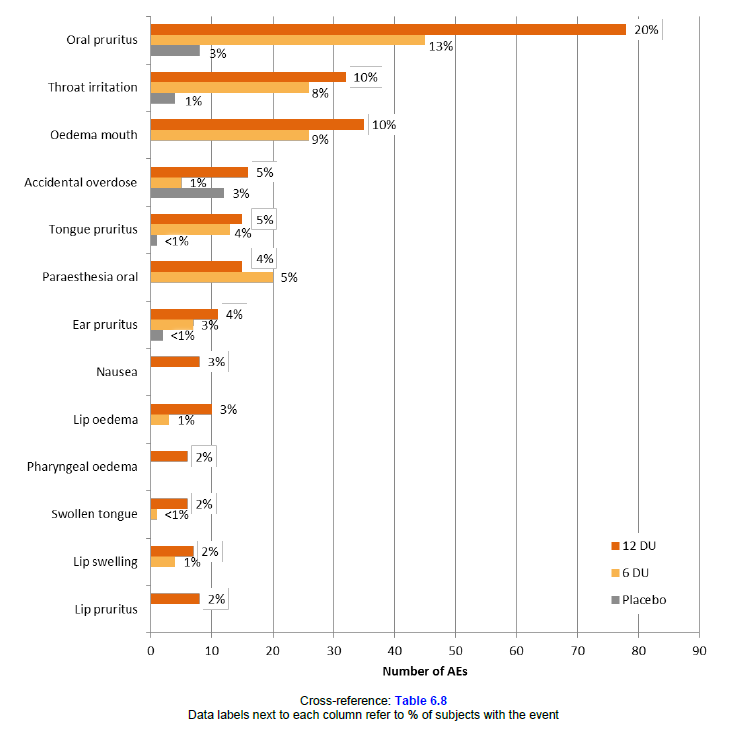 Oral pruritus
20%
13%
3%
Throat irritation
10%
8%
1%
Oedema mouth
10%
9%
Accidental overdose
5%
1%
3%
Tongue pruritus
5%
4%
<1%
Paraesthesia oral
4%
5%
Ear pruritus
4%
3%
<1%
Nausea
3%
Lip oedema
3%
1%
Pharyngeal oedema
2%
Swollen tongue
2%
<1%
Lip swelling
2%
1%
Lip pruritus
2%
12 DU
6 DU
Placebo
0 10 20 30 40 50 60 70 80 90
Number of AEs
Cross-reference: Table 6.8
Data labels next to each column refer to % of subjects with the event